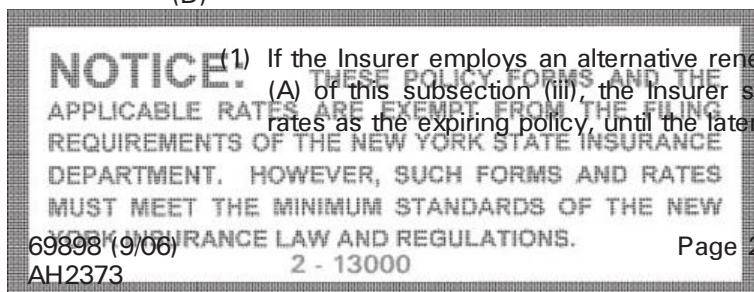 (D)
(1) If the Insurer employs an alternative rene
(A) of this subsection (iii), the Insurer s
rates as the expiring policy, until the later
NOTICE: THESE POLICY FORMS AND THE
APPLICABLE RATES ARE EXEMPT FROM THE FILING
REQUIREMENTS OF THE NEW YORK STATE INSURANCE
DEPARTMENT. HOWEVER, SUCH FORMS AND RATES
MUST MEET THE MINIMUM STANDARDS OF THE NEW
YORK INSURANCE LAW AND REGULATIONS.
69898 (9/06) Page 2
AH2373
2 - 13000